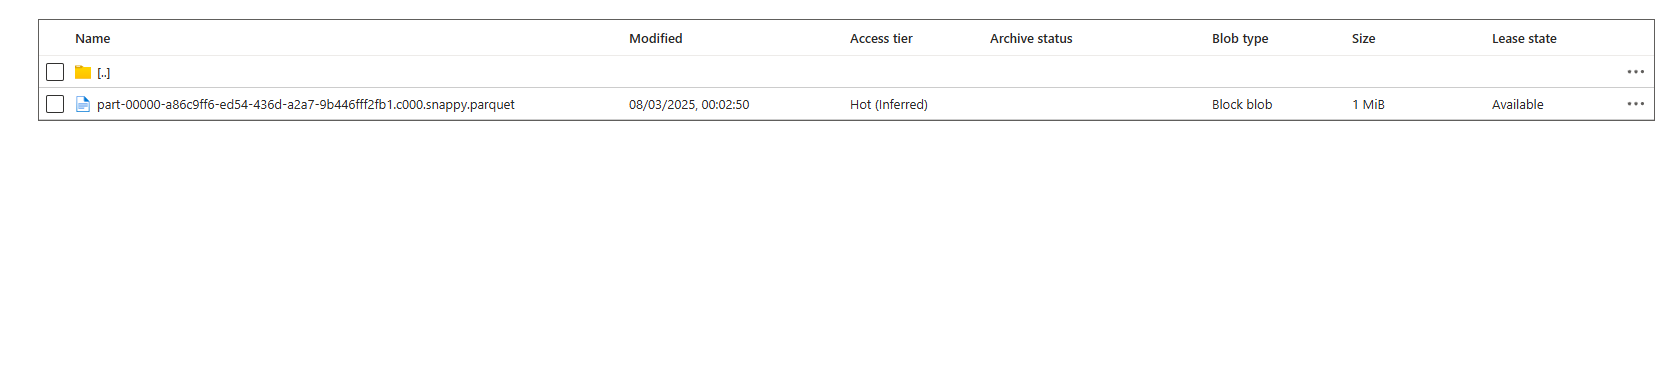 Name Modified Access tier Archive status Blob type Size Lease state
[..] •••
part-00000-a86c9ff6-ed54-436d-a2a7-9b446fff2fb1.c000.snappy.parquet 08/03/2025, 00:02:50 Hot (Inferred) Block blob 1 MiB Available •••